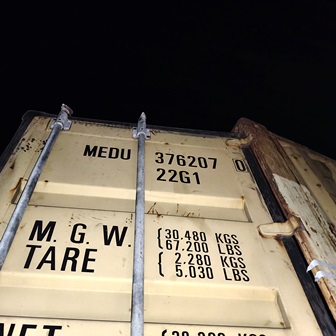 MEDU 376207 0
22G1
M. G. W. 30.480 KGS
67.200 LBS
TARE 2.280 KGS
5.030 LBS